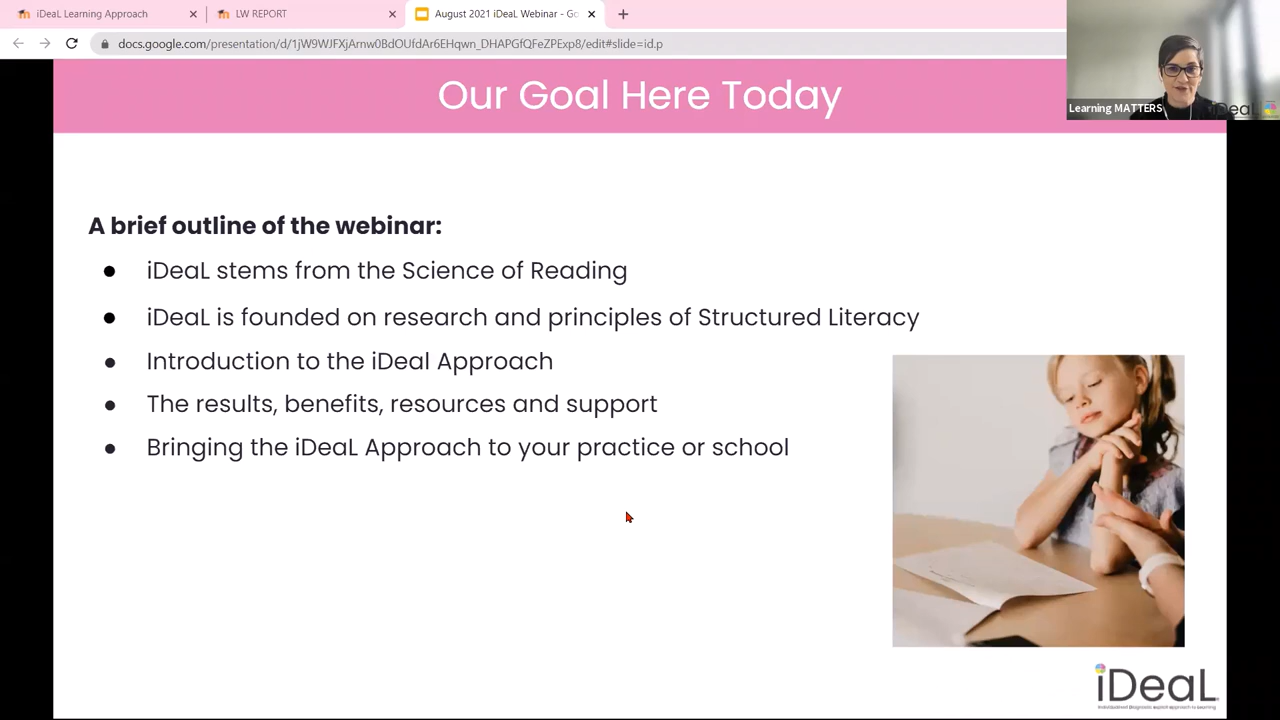 iDeaL Learning Approach
LW REPORT
August 2021 iDeaL Webinar - Go
docs.google.com/presentation/d/1jW9WJFXjArnw0BdOUfdAr6EHqwn_DHAPGfQFeZPExp8/edit#slide=id.p
Learning MATTERS
iDeal
Our Goal Here Today
A brief outline of the webinar:
● iDeaL stems from the Science of Reading
● iDeaL is founded on research and principles of Structured Literacy
● Introduction to the iDeal Approach
● The results, benefits, resources and support
● Bringing the iDeaL Approach to your practice or school
iDeaL